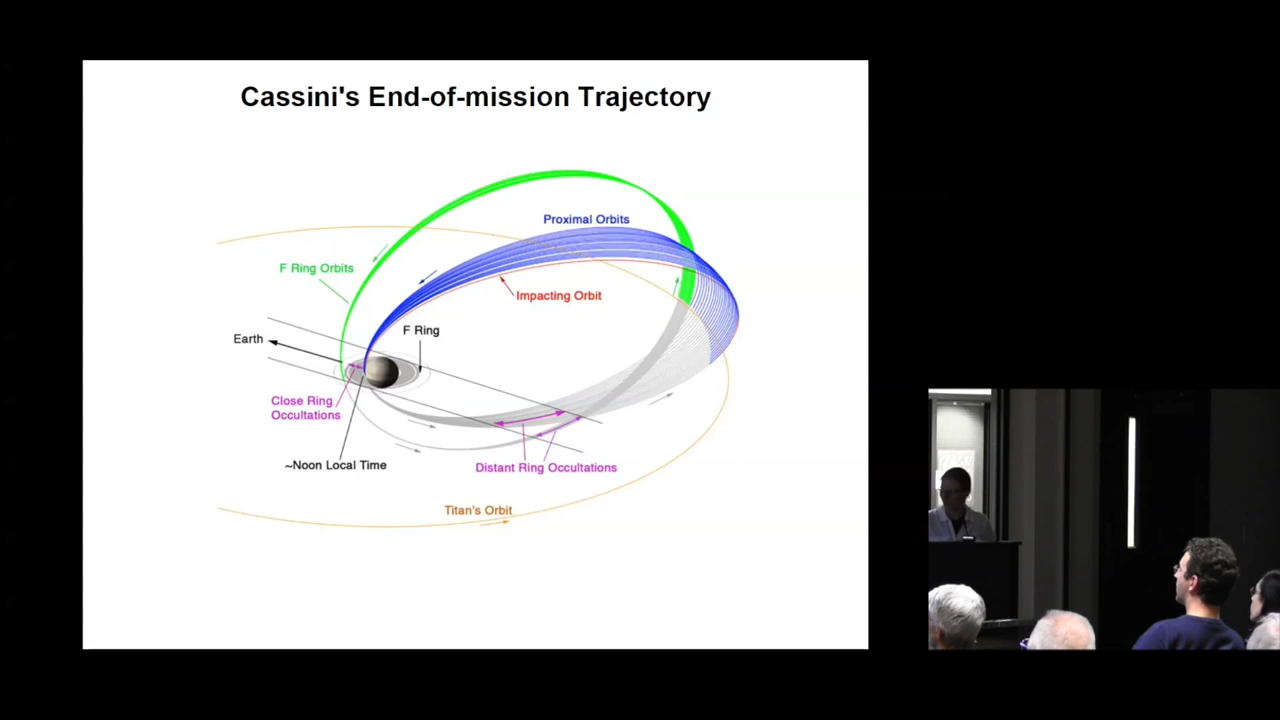 Cassini's End-of-mission Trajectory
Proximal Orbits
F Ring Orbits
Impacting Orbit
F Ring
Earth
Close Ring
Occultations
~Noon Local Time
Distant Ring Occultations
Titan's Orbit